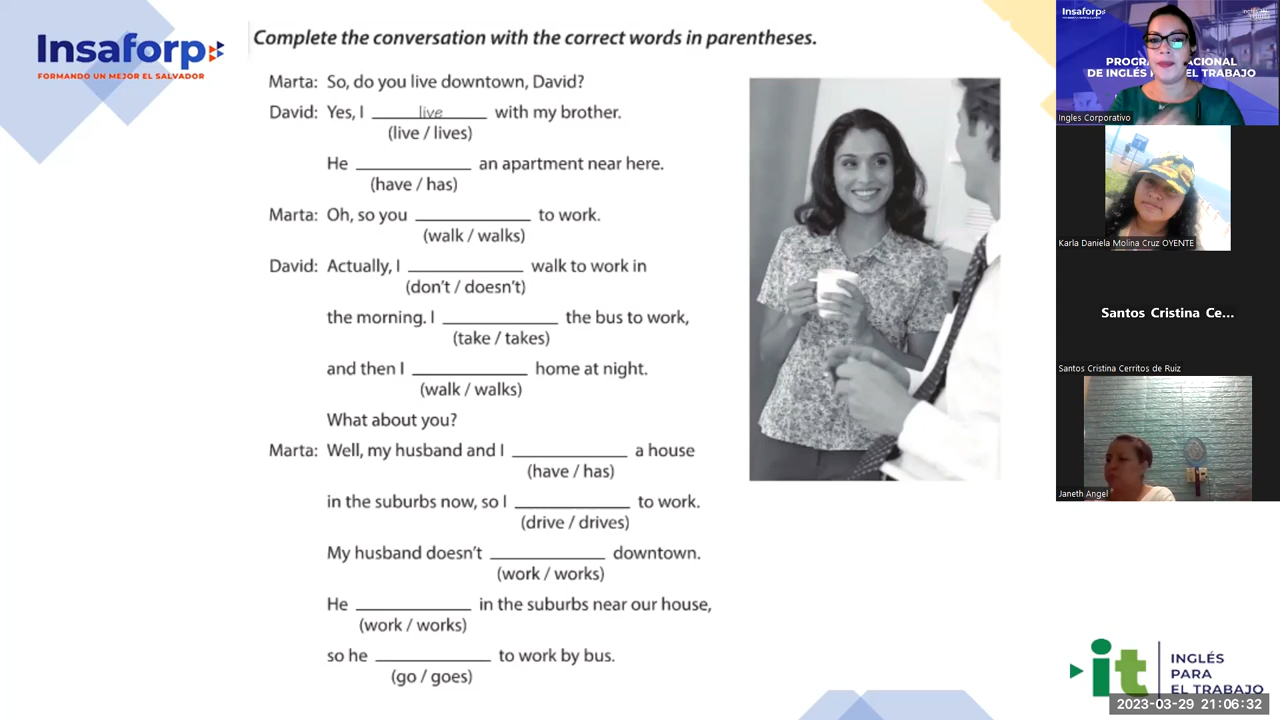 Insaforp
FORMANDO UN MEJOR EL SALVADOR
Complete the conversation with the correct words in parentheses.
Marta: So, do you live downtown, David?
David: Yes, I live with my brother.
(live / lives)
He ____________ an apartment near here.
(have / has)
Marta: Oh, so you ____________ to work.
(walk / walks)
David: Actually, I ____________ walk to work in
(don't / doesn't)
the morning. I ____________ the bus to work,
(take / takes)
and then I ____________ home at night.
(walk / walks)
What about you?
Marta: Well, my husband and I ____________ a house
(have / has)
in the suburbs now, so I ____________ to work.
(drive / drives)
My husband doesn't ____________ downtown.
(work / works)
He ____________ in the suburbs near our house,
(work / works)
so he ____________ to work by bus.
(go / goes)
Insaforp
PRO
CIONAL
DE INGLÉS
EL TRABAJO
Ingles Corporativo
Karla Daniela Molina Cruz OYENTE
Santos Cristina Ce...
Santos Cristina Cerritos de Ruiz
Janeth Angel
it
INGLÉS
PARA
EL TRABAJO
2023-03-29 21:06:32